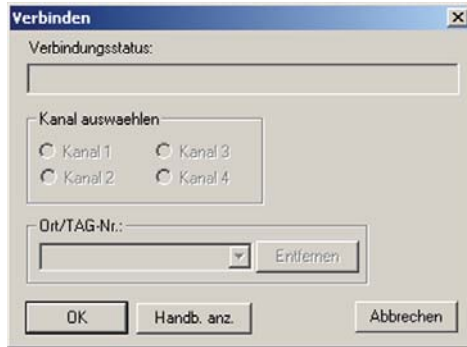 Verbinden
Verbindungsstatus:
Kanal auswaehlen
Kanal 1 Kanal 3
Kanal 2 Kanal 4
Ort/TAG-Nr.:
Entfernen
OK Handb. anz. Abbrechen